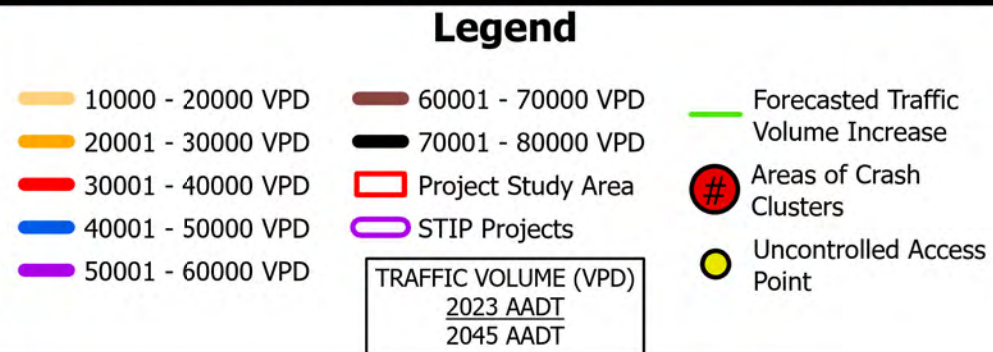 Legend
10000 - 20000 VPD
20001 - 30000 VPD
30001 - 40000 VPD
40001 - 50000 VPD
50001 - 60000 VPD
60001 - 70000 VPD
70001 - 80000 VPD
Project Study Area
STIP Projects
TRAFFIC VOLUME (VPD)
2023 AADT
2045 AADT
Forecasted Traffic
Volume Increase
#
Areas of Crash
Clusters
Uncontrolled Access
Point